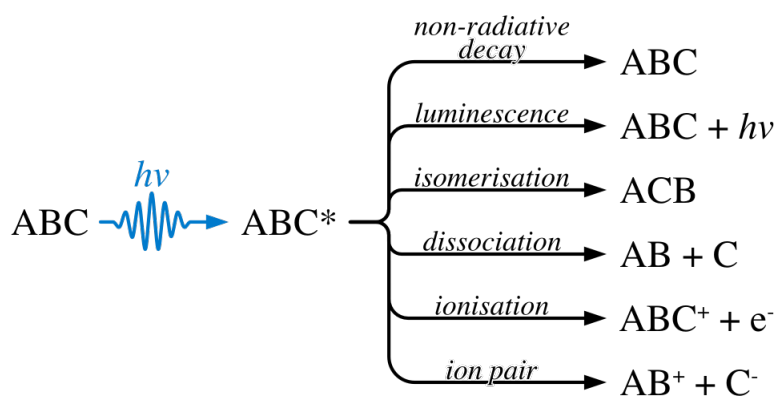 non-radiative
decay
ABC
luminescence
ABC + hν
hν
isomerisation
ACB
ABC
ABC*
dissociation
AB + C
ionisation
ABC⁺ + e⁻
ion pair
AB⁺ + C⁻